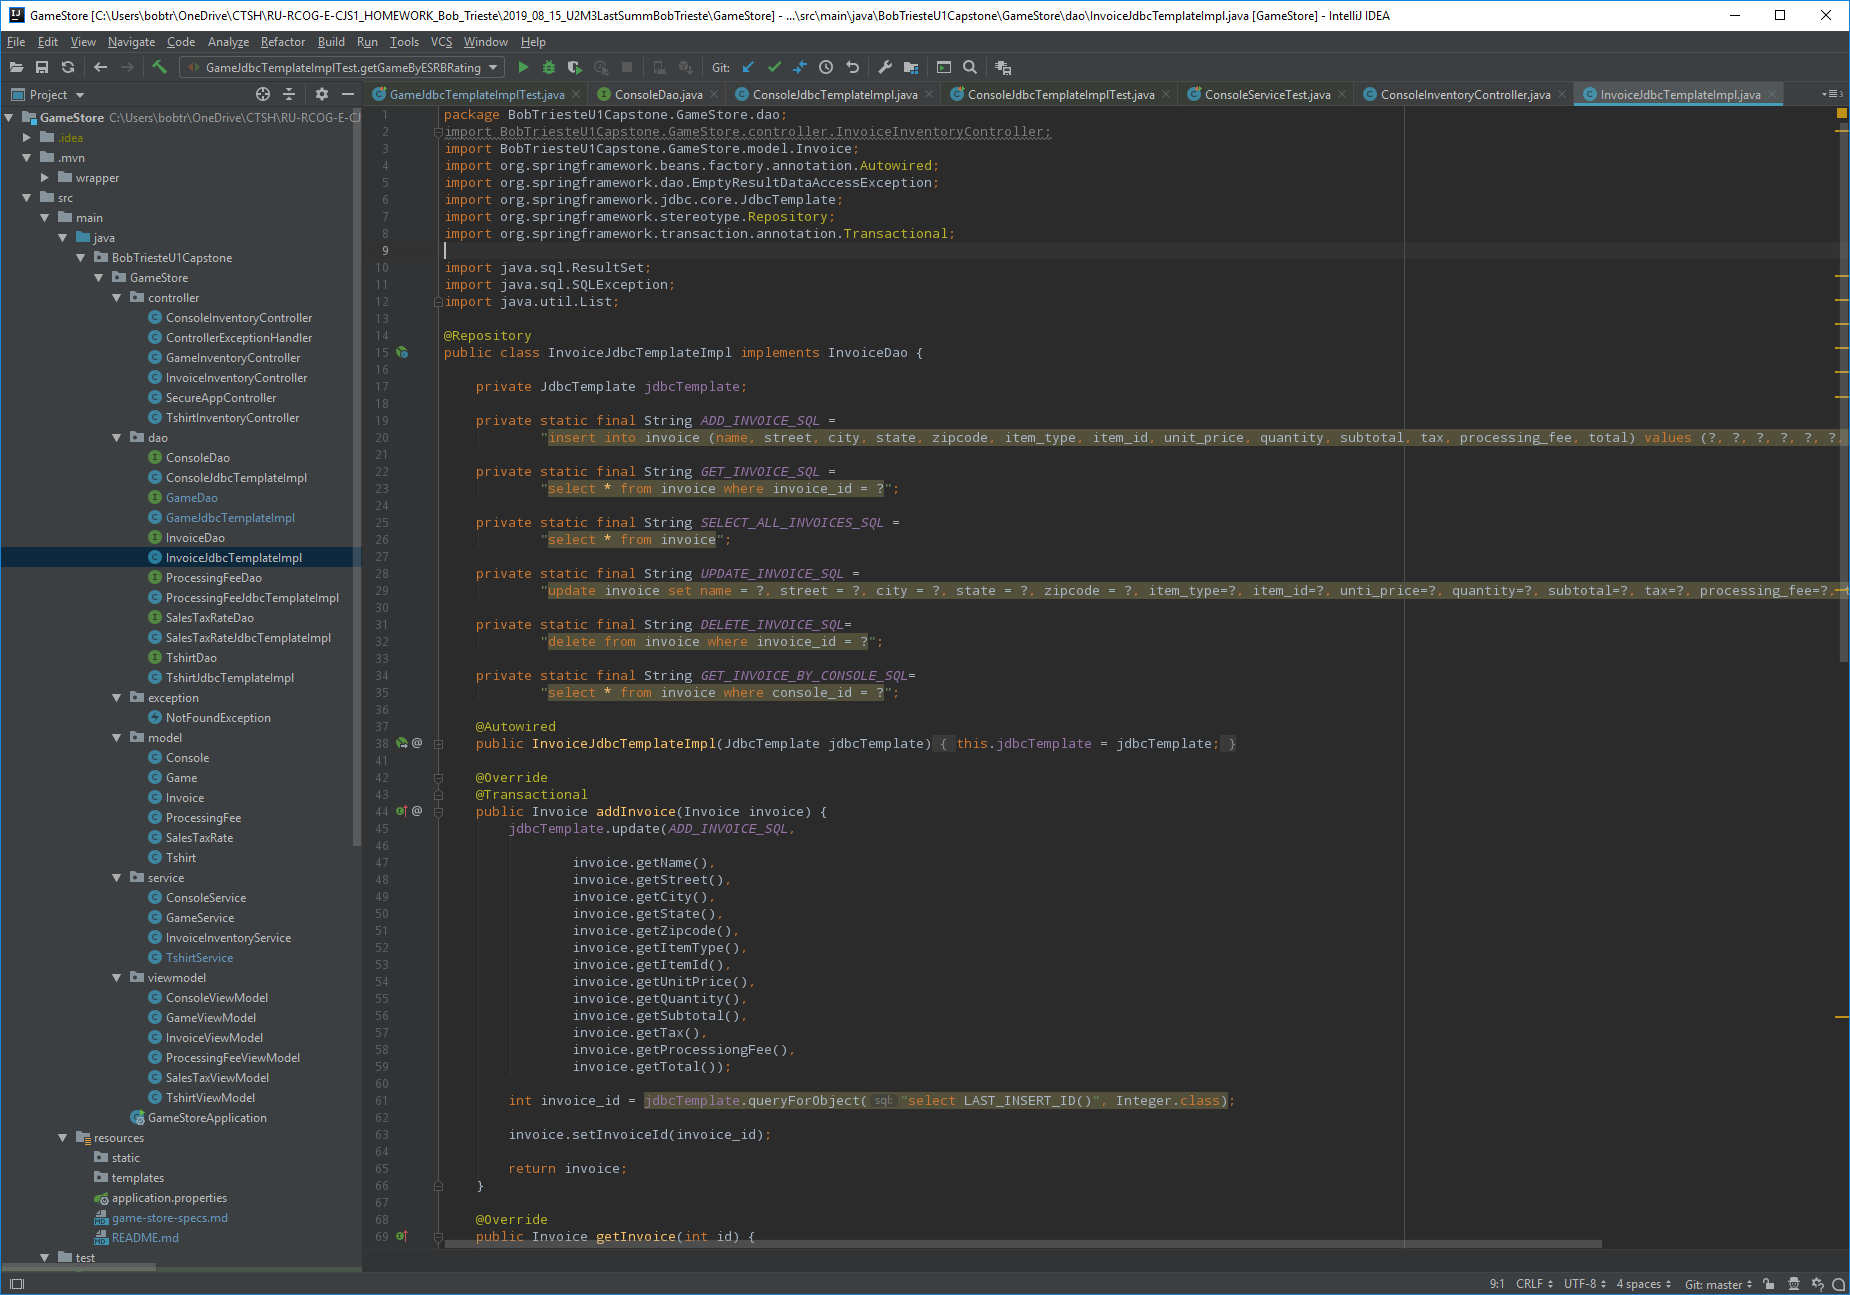 GameStore [C:\Users\bobtr\OneDrive\CTSH\RU-RCOG-E-CJS1_HOMEWORK_Bob_Trieste\2019_08_15_U2M3LastSummBobTrieste\GameStore] - ...\src\main\java\BobTriesteU1Capstone\GameStore\dao\InvoiceJdbcTemplateImpl.java [GameStore] - IntelliJ IDEA
File Edit View Navigate Code Analyze Refactor Build Run Tools VCS Window Help
GameJdbcTemplateImplTest.getGameByESRBRating Git:
Project
GameJdbcTemplateImplTest.java ConsoleDao.java ConsoleJdbcTemplateImpl.java ConsoleJdbcTemplateImplTest.java ConsoleServiceTest.java ConsoleInventoryController.java InvoiceJdbcTemplateImpl.java
GameStore C:\Users\bobtr\OneDrive\CTSH\RU-RCOG-E-CJ
.idea
.mvn
wrapper
src
main
java
BobTriesteU1Capstone
GameStore
controller
ConsoleInventoryController
ControllerExceptionHandler
GameInventoryController
InvoiceInventoryController
SecureAppController
TshirtInventoryController
dao
ConsoleDao
ConsoleJdbcTemplateImpl
GameDao
GameJdbcTemplateImpl
InvoiceDao
InvoiceJdbcTemplateImpl
ProcessingFeeDao
ProcessingFeeJdbcTemplateImpl
SalesTaxRateDao
SalesTaxRateJdbcTemplateImpl
TshirtDao
TshirtJdbcTemplateImpl
exception
NotFoundException
model
Console
Game
Invoice
ProcessingFee
SalesTaxRate
Tshirt
service
ConsoleService
GameService
InvoiceInventoryService
TshirtService
viewmodel
ConsoleViewModel
GameViewModel
InvoiceViewModel
ProcessingFeeViewModel
SalesTaxViewModel
TshirtViewModel
GameStoreApplication
resources
static
templates
application.properties
game-store-specs.md
README.md
test
1 package BobTriesteU1Capstone.GameStore.dao;
2 import BobTriesteU1Capstone.GameStore.controller.InvoiceInventoryController;
3 import BobTriesteU1Capstone.GameStore.model.Invoice;
4 import org.springframework.beans.factory.annotation.Autowired;
5 import org.springframework.dao.EmptyResultDataAccessException;
6 import org.springframework.jdbc.core.JdbcTemplate;
7 import org.springframework.stereotype.Repository;
8 import org.springframework.transaction.annotation.Transactional;
9
10 import java.sql.ResultSet;
11 import java.sql.SQLException;
12 import java.util.List;
13
14 @Repository
15 public class InvoiceJdbcTemplateImpl implements InvoiceDao {
16
17 private JdbcTemplate jdbcTemplate;
18
19 private static final String ADD_INVOICE_SQL =
20 "insert into invoice (name, street, city, state, zipcode, item_type, item_id, unit_price, quantity, subtotal, tax, processing_fee, total) values (?, ?, ?, ?, ?, ?,
21
22 private static final String GET_INVOICE_SQL =
23 "select * from invoice where invoice_id = ?";
24
25 private static final String SELECT_ALL_INVOICES_SQL =
26 "select * from invoice";
27
28 private static final String UPDATE_INVOICE_SQL =
29 "update invoice set name = ?, street = ?, city = ?, state = ?, zipcode = ?, item_type=?, item_id=?, unti_price=?, quantity=?, subtotal=?, tax=?, processing_fee=?, t
30
31 private static final String DELETE_INVOICE_SQL=
32 "delete from invoice where invoice_id = ?";
33
34 private static final String GET_INVOICE_BY_CONSOLE_SQL=
35 "select * from invoice where console_id = ?";
36
37 @Autowired
38 public InvoiceJdbcTemplateImpl(JdbcTemplate jdbcTemplate) { this.jdbcTemplate = jdbcTemplate; }
41
42 @Override
43 @Transactional
44 public Invoice addInvoice(Invoice invoice) {
45 jdbcTemplate.update(ADD_INVOICE_SQL,
46
47 invoice.getName(),
48 invoice.getStreet(),
49 invoice.getCity(),
50 invoice.getState(),
51 invoice.getZipcode(),
52 invoice.getItemType(),
53 invoice.getItemId(),
54 invoice.getUnitPrice(),
55 invoice.getQuantity(),
56 invoice.getSubtotal(),
57 invoice.getTax(),
58 invoice.getProcessiongFee(),
59 invoice.getTotal());
60
61 int invoice_id = jdbcTemplate.queryForObject( sql: "select LAST_INSERT_ID()", Integer.class);
62
63 invoice.setInvoiceId(invoice_id);
64
65 return invoice;
66 }
67
68 @Override
69 public Invoice getInvoice(int id) {
9:1 CRLF UTF-8 4 spaces Git: master